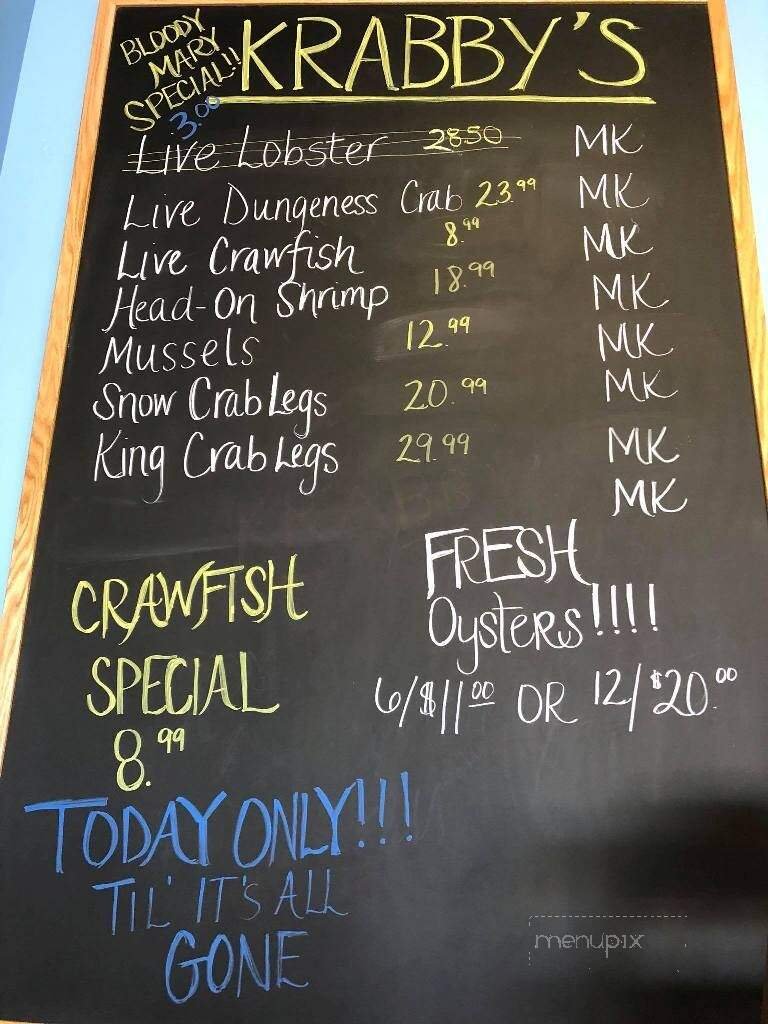 BLOODY
MARY
SPECIAL!!
3.00
KRABBY'S
Live Lobster 28.50 MK
Live Dungeness Crab 23.99 MK
Live Crawfish 8.99 MK
Head-On Shrimp 18.99 MK
Mussels 12.99 MK
Snow Crab Legs 20.99 MK
King Crab Legs 29.99 MK
MK
CRAWFISH
SPECIAL
8.99
FRESH
Oysters!!!!
6/$11.00 OR 12/$20.00
TODAY ONLY!!!
TIL' IT'S ALL
GONE
menupix